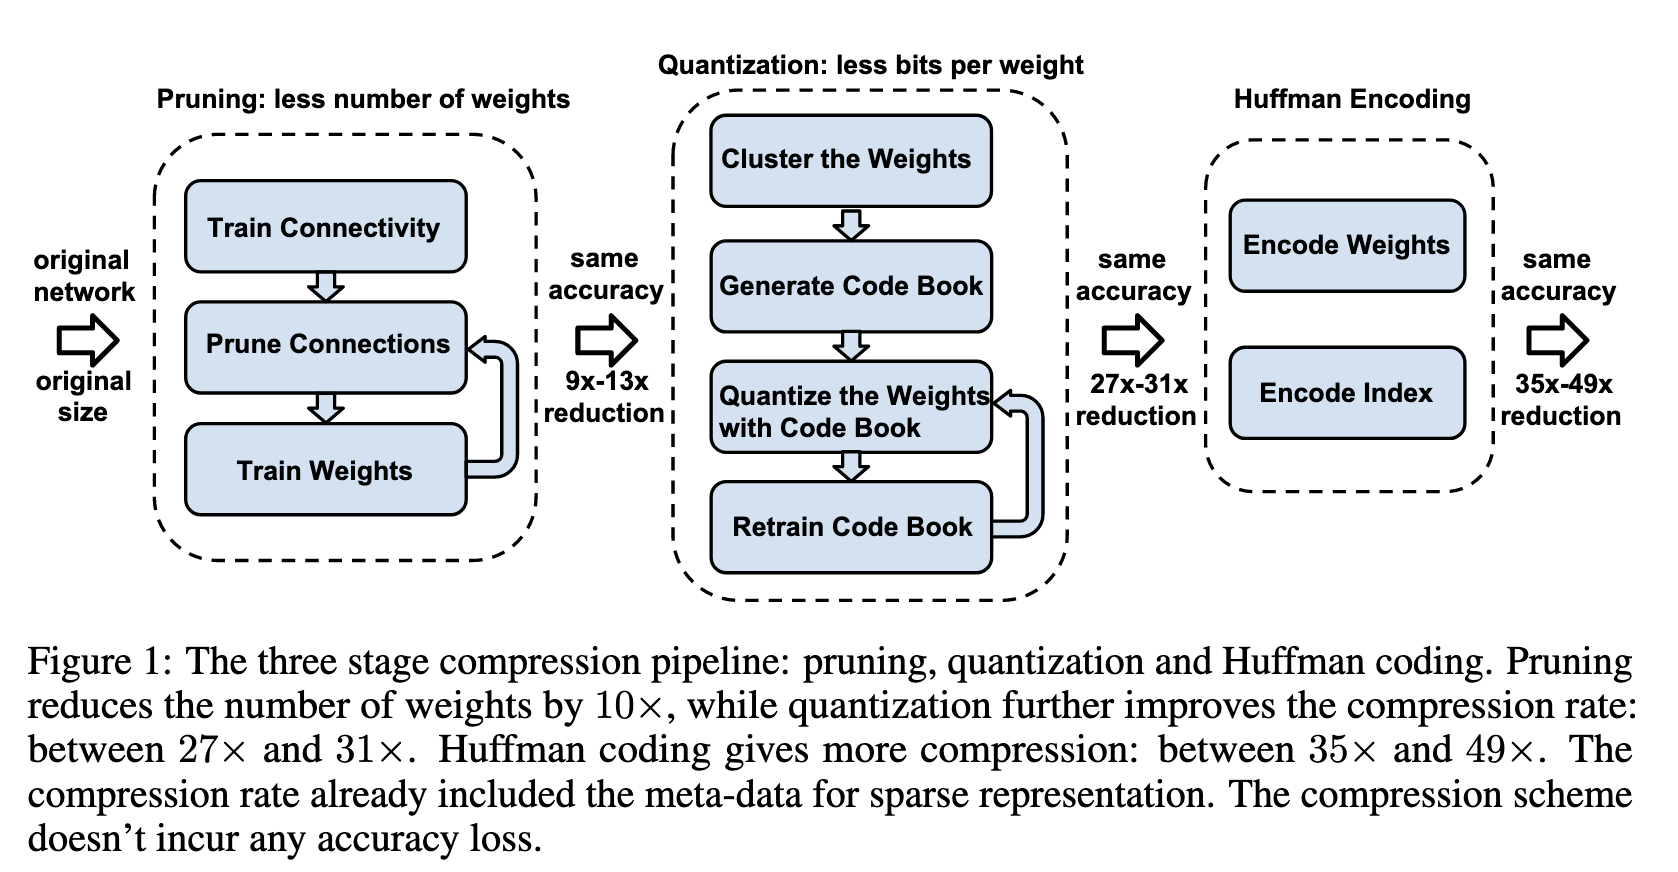 Pruning: less number of weights
original
network
original
size
Train Connectivity
Prune Connections
Train Weights
same
accuracy
9x-13x
reduction
Quantization: less bits per weight
Cluster the Weights
Generate Code Book
Quantize the Weights
with Code Book
Retrain Code Book
same
accuracy
27x-31x
reduction
Huffman Encoding
Encode Weights
Encode Index
same
accuracy
35x-49x
reduction
Figure 1: The three stage compression pipeline: pruning, quantization and Huffman coding. Pruning
reduces the number of weights by 10×, while quantization further improves the compression rate:
between 27× and 31×. Huffman coding gives more compression: between 35× and 49×. The
compression rate already included the meta-data for sparse representation. The compression scheme
doesn’t incur any accuracy loss.